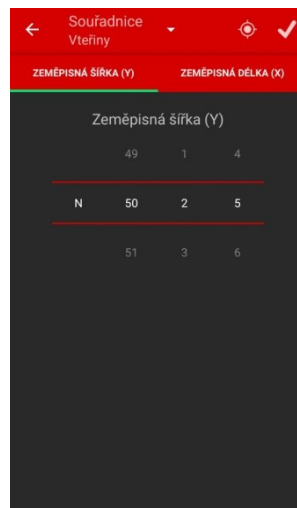 Souřadnice
Vteřiny
ZEMĚPISNÁ ŠÍŘKA (Y) ZEMĚPISNÁ DÉLKA (X)
Zeměpisná šířka (Y)
49 1 4
N 50 2 5
51 3 6